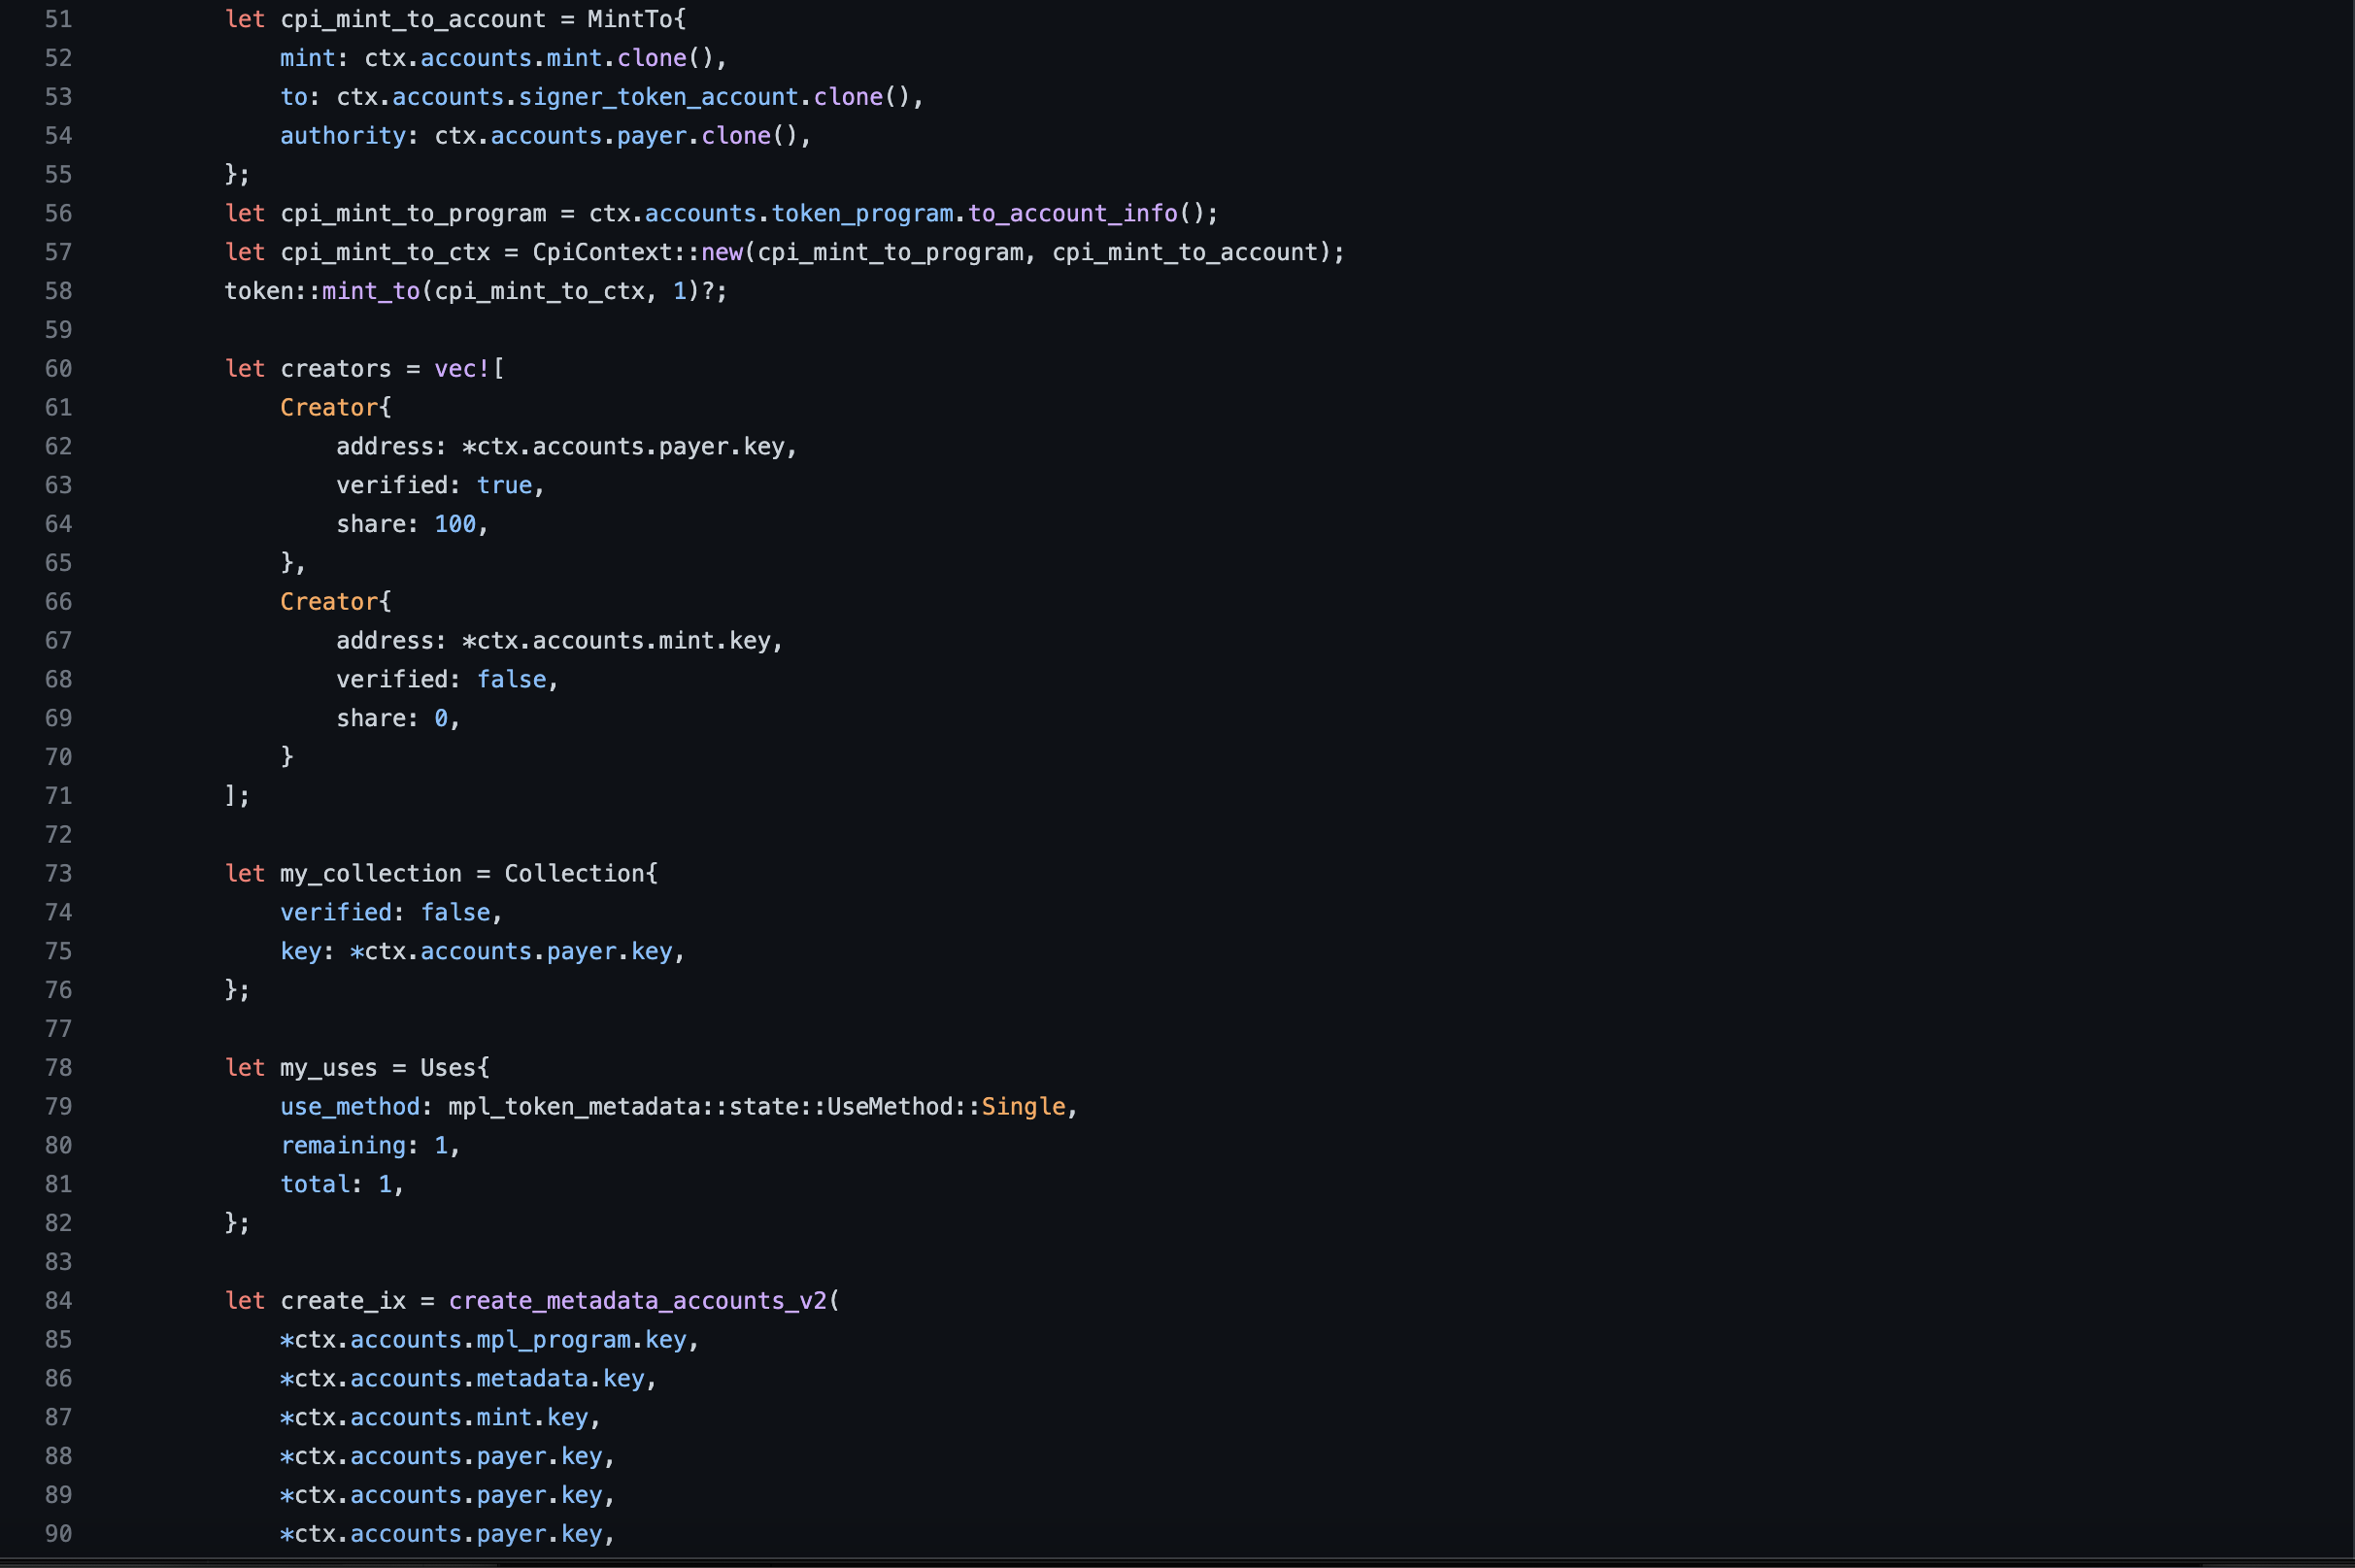 51 let cpi_mint_to_account = MintTo{
52 mint: ctx.accounts.mint.clone(),
53 to: ctx.accounts.signer_token_account.clone(),
54 authority: ctx.accounts.payer.clone(),
55 };
56 let cpi_mint_to_program = ctx.accounts.token_program.to_account_info();
57 let cpi_mint_to_ctx = CpiContext::new(cpi_mint_to_program, cpi_mint_to_account);
58 token::mint_to(cpi_mint_to_ctx, 1)?;
59
60 let creators = vec![
61 Creator{
62 address: *ctx.accounts.payer.key,
63 verified: true,
64 share: 100,
65 },
66 Creator{
67 address: *ctx.accounts.mint.key,
68 verified: false,
69 share: 0,
70 }
71 ];
72
73 let my_collection = Collection{
74 verified: false,
75 key: *ctx.accounts.payer.key,
76 };
77
78 let my_uses = Uses{
79 use_method: mpl_token_metadata::state::UseMethod::Single,
80 remaining: 1,
81 total: 1,
82 };
83
84 let create_ix = create_metadata_accounts_v2(
85 *ctx.accounts.mpl_program.key,
86 *ctx.accounts.metadata.key,
87 *ctx.accounts.mint.key,
88 *ctx.accounts.payer.key,
89 *ctx.accounts.payer.key,
90 *ctx.accounts.payer.key,